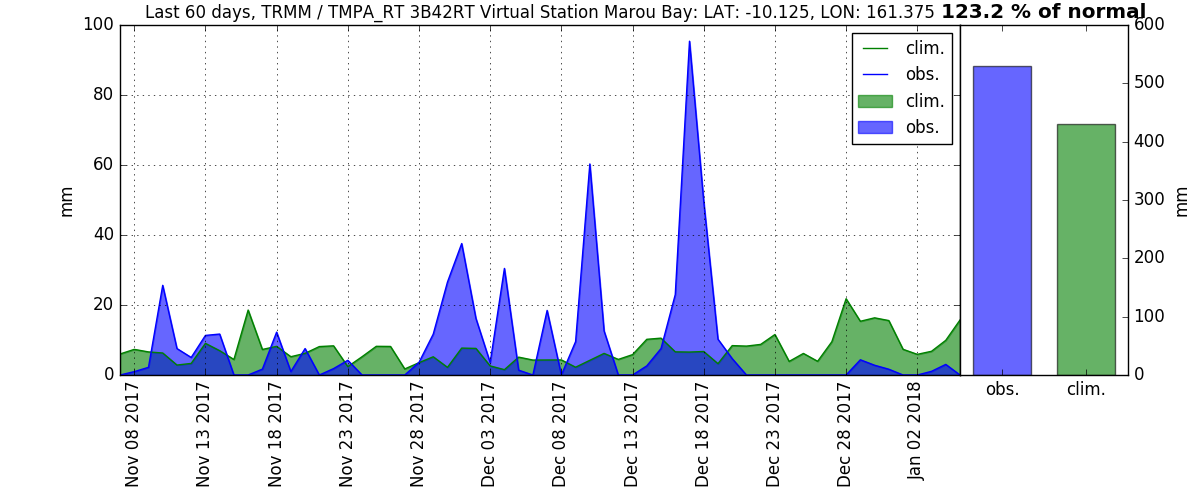 Last 60 days, TRMM / TMPA_RT 3B42RT Virtual Station Marou Bay: LAT: -10.125, LON: 161.375 123.2 % of normal
100
80
60
40
20
0
mm
clim.
obs.
clim.
obs.
600
500
400
300
200
100
0
mm
Nov 08 2017
Nov 13 2017
Nov 18 2017
Nov 23 2017
Nov 28 2017
Dec 03 2017
Dec 08 2017
Dec 13 2017
Dec 18 2017
Dec 23 2017
Dec 28 2017
Jan 02 2018
obs.
clim.